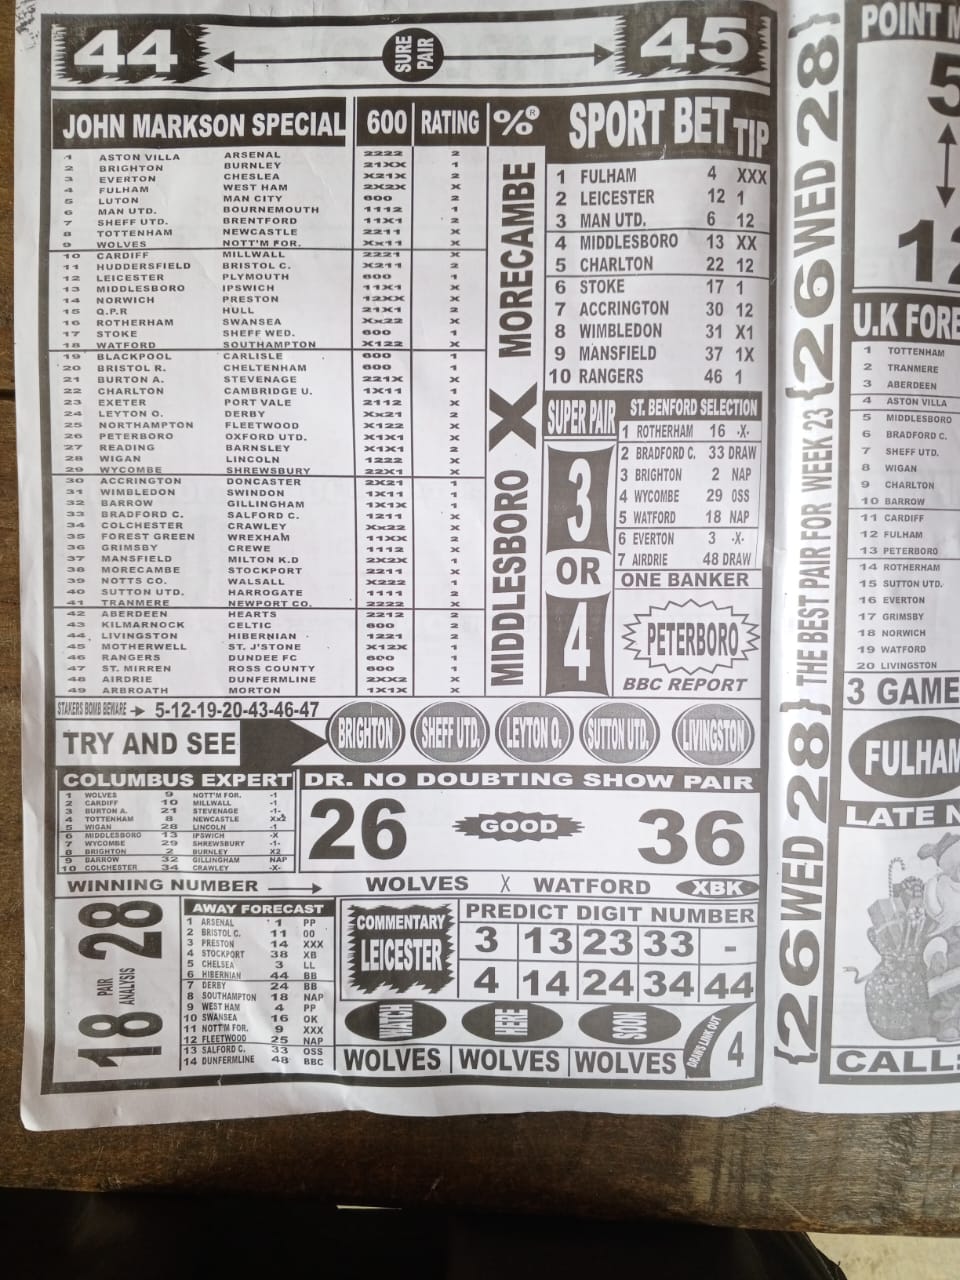 44 SURE PAIR 45
JOHN MARKSON SPECIAL 600 RATING %®
1 ASTON VILLA ARSENAL 2222 2
2 BRIGHTON BURNLEY 21XX 1
3 EVERTON CHESLEA X21X 2
4 FULHAM WEST HAM 2X2X X
5 LUTON MAN CITY 600 2
6 MAN UTD. BOURNEMOUTH 1112 X
7 SHEFF UTD. BRENTFORD 11X1 2
8 TOTTENHAM NEWCASTLE 2211 X
9 WOLVES NOTT'M FOR. Xx11 X
10 CARDIFF MILLWALL 2221 X
11 HUDDERSFIELD BRISTOL C. X211 2
12 LEICESTER PLYMOUTH 600 1
13 MIDDLESBORO IPSWICH 11X1 X
14 NORWICH PRESTON 12XX X
15 Q.P.R HULL 21X1 2
16 ROTHERHAM SWANSEA Xx22 X
17 STOKE SHEFF WED. 600 1
18 WATFORD SOUTHAMPTON X122 X
19 BLACKPOOL CARLISLE 600 1
20 BRISTOL R. CHELTENHAM 600 1
21 BURTON A. STEVENAGE 221X X
22 CHARLTON CAMBRIDGE U. 1X11 1
23 EXETER PORT VALE 2112 X
24 LEYTON O. DERBY Xx21 2
25 NORTHAMPTON FLEETWOOD X122 X
26 PETERBORO OXFORD UTD. X1X1 1
27 READING BARNSLEY X1X1 2
28 WIGAN LINCOLN 1222 X
29 WYCOMBE SHREWSBURY 22X1 X
30 ACCRINGTON DONCASTER 2X21 1
31 WIMBLEDON SWINDON 1X11 1
32 BARROW GILLINGHAM 1X1X 1
33 BRADFORD C. SALFORD C. 1211 X
34 COLCHESTER CRAWLEY Xx22 X
35 FOREST GREEN WREXHAM 11XX 2
36 GRIMSBY CREWE 1112 X
37 MANSFIELD MILTON K.D 2X2X X
38 MORECAMBE STOCKPORT 2211 X
39 NOTTS CO. WALSALL X222 1
40 SUTTON UTD. HARROGATE 1111 2
41 TRANMERE NEWPORT CO. 2222 X
42 ABERDEEN HEARTS 2212 X
43 KILMARNOCK CELTIC 600 2
44 LIVINGSTON HIBERNIAN 1221 X
45 MOTHERWELL ST. J'STONE X12X 1
46 RANGERS DUNDEE FC 600 1
47 ST. MIRREN ROSS COUNTY 600 1
48 AIRDRIE DUNFERMLINE 2XX2 X
49 ARBROATH MORTON 1X1X X
MIDDLESBORO X MORECAMBE
SPORT BET TIP
1 FULHAM 4 XXX
2 LEICESTER 12 1
3 MAN UTD. 6 12
4 MIDDLESBORO 13 XX
5 CHARLTON 22 12
6 STOKE 17 1
7 ACCRINGTON 30 12
8 WIMBLEDON 31 X1
9 MANSFIELD 37 1X
10 RANGERS 46 1
SUPER PAIR
3
OR
4
ST. BENFORD SELECTION
1 ROTHERHAM 16 -X-
2 BRADFORD C. 33 DRAW
3 BRIGHTON 2 NAP
4 WYCOMBE 29 OSS
5 WATFORD 18 NAP
6 EVERTON 3 -X-
7 AIRDRIE 48 DRAW
ONE BANKER
PETERBORO
BBC REPORT
STAKERS BOMB BEWARE 5-12-19-20-43-46-47
TRY AND SEE BRIGHTON SHEFF UTD. LEYTON O. SUTTON UTD. LIVINGSTON
COLUMBUS EXPERT
1 WOLVES 9 NOTT'M FOR. -1
2 CARDIFF 10 MILLWALL -1
3 BURTON A. 21 STEVENAGE -1-
4 TOTTENHAM 8 NEWCASTLE
5 WIGAN 28 LINCOLN -1
6 MIDDLESBORO 13 IPSWICH -X
7 WYCOMBE 29 SHREWSBURY -1-
8 BRIGHTON 2 BURNLEY X2
9 BARROW 32 GILLINGHAM NAP
10 COLCHESTER 34 CRAWLEY -X-
DR. NO DOUBTING SHOW PAIR
26 GOOD 36
WINNING NUMBER WOLVES X WATFORD XBK
18 PAIR ANALYSIS 28
AWAY FORECAST
1 ARSENAL 1 PP
2 BRISTOL C. 11 00
3 PRESTON 14 XXX
4 STOCKPORT 38 XB
5 CHELSEA 3 LL
6 HIBERNIAN 44 BB
7 DERBY 24 BB
8 SOUTHAMPTON 18 NAP
9 WEST HAM 4 PP
10 SWANSEA 16 OK
11 NOTT'M FOR. 9 XXX
12 FLEETWOOD 25 NAP
13 SALFORD C. 33 OSS
14 DUNFERMLINE 48 BBC
COMMENTARY
LEICESTER
PREDICT DIGIT NUMBER
3 13 23 33 -
4 14 24 34 44
MATCH HERE SOON
WOLVES WOLVES WOLVES
DRAWS LINK OUT 4
{26 WED 28} THE BEST PAIR FOR WEEK 23 {26 WED 28}
POINT
5
12
U.K FORE
1 TOTTENHAM
2 TRANMERE
3 ABERDEEN
4 ASTON VILLA
5 MIDDLESBORO
6 BRADFORD C.
7 SHEFF UTD.
8 WIGAN
9 CHARLTON
10 BARROW
11 CARDIFF
12 FULHAM
13 PETERBORO
14 ROTHERHAM
15 SUTTON UTD.
16 EVERTON
17 GRIMSBY
18 NORWICH
19 WATFORD
20 LIVINGSTON
3 GAME
FULHAM
LATE N
CALL: